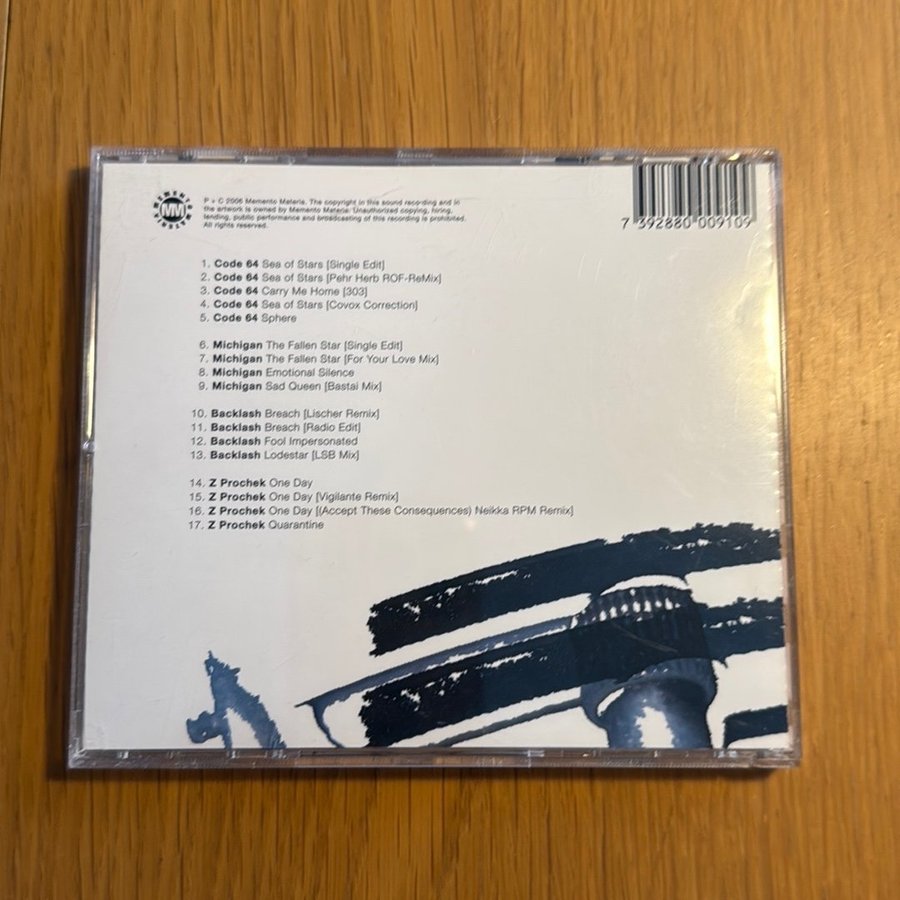 MEMENTO MATERIA
MM
P + C 2006 Memento Materia. The copyright in this sound recording and in
the artwork is owned by Memento Materia. Unauthorized copying, hiring,
lending, public performance and broadcasting of this recording is prohibited.
All rights reserved.
7 392880 009109
1. Code 64 Sea of Stars [Single Edit]
2. Code 64 Sea of Stars [Pehr Herb ROF-ReMix]
3. Code 64 Carry Me Home [303]
4. Code 64 Sea of Stars [Covox Correction]
5. Code 64 Sphere
6. Michigan The Fallen Star [Single Edit]
7. Michigan The Fallen Star [For Your Love Mix]
8. Michigan Emotional Silence
9. Michigan Sad Queen [Bastai Mix]
10. Backlash Breach [Lischer Remix]
11. Backlash Breach [Radio Edit]
12. Backlash Fool Impersonated
13. Backlash Lodestar [LSB Mix]
14. Z Prochek One Day
15. Z Prochek One Day [Vigilante Remix]
16. Z Prochek One Day [(Accept These Consequences) Neikka RPM Remix]
17. Z Prochek Quarantine